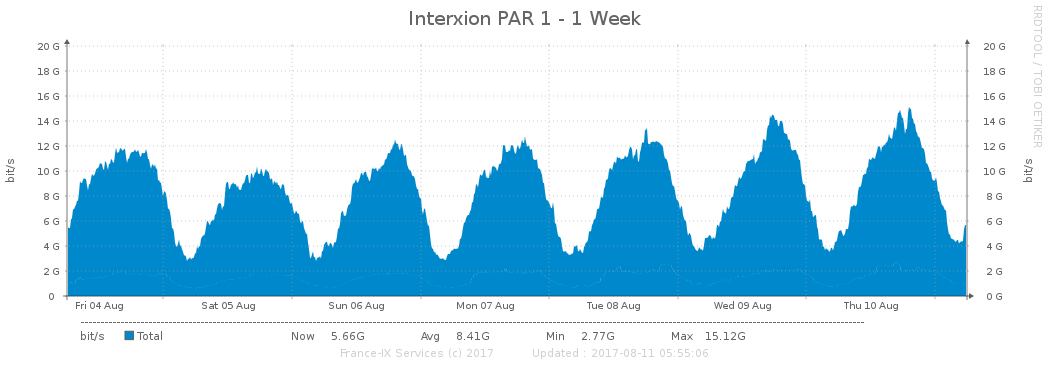 Interxion PAR 1 - 1 Week
RRDTOOL / TOBI OETIKER
bit/s
bit/s
20 G 20 G
18 G 18 G
16 G 16 G
14 G 14 G
12 G 12 G
10 G 10 G
8 G 8 G
6 G 6 G
4 G 4 G
2 G 2 G
0 0 G
Fri 04 Aug Sat 05 Aug Sun 06 Aug Mon 07 Aug Tue 08 Aug Wed 09 Aug Thu 10 Aug
bit/s Total Now 5.66G Avg 8.41G Min 2.77G Max 15.12G
France-IX Services (c) 2017 Updated : 2017-08-11 05:55:06